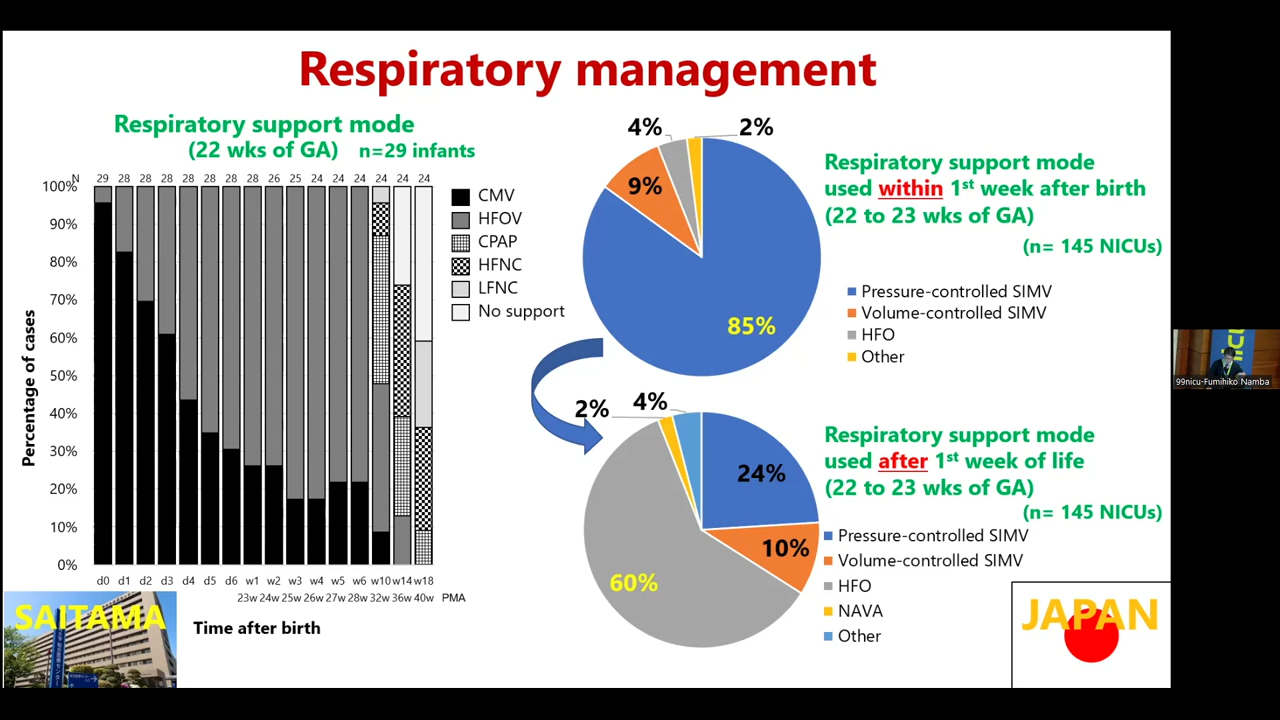 Respiratory management
Respiratory support mode
(22 wks of GA) n=29 infants
N 29 28 28 28 28 28 28 28 26 25 24 24 24 24 24 24
100%
90%
80%
70%
60%
50%
40%
30%
20%
10%
0%
Percentage of cases
d0 d1 d2 d3 d4 d5 d6 w1 w2 w3 w4 w5 w6 w10 w14 w18
23w 24w 25w 26w 27w 28w 32w 36w 40w PMA
Time after birth
CMV
HFOV
CPAP
HFNC
LFNC
No support
4% 2%
9%
85%
Respiratory support mode
used within 1st week after birth
(22 to 23 wks of GA)
(n= 145 NICUs)
Pressure-controlled SIMV
Volume-controlled SIMV
HFO
Other
2% 4%
24%
10%
60%
Respiratory support mode
used after 1st week of life
(22 to 23 wks of GA)
(n= 145 NICUs)
Pressure-controlled SIMV
Volume-controlled SIMV
HFO
NAVA
Other
SAITAMA
JAPAN
99nicu-Fumihiko Namba